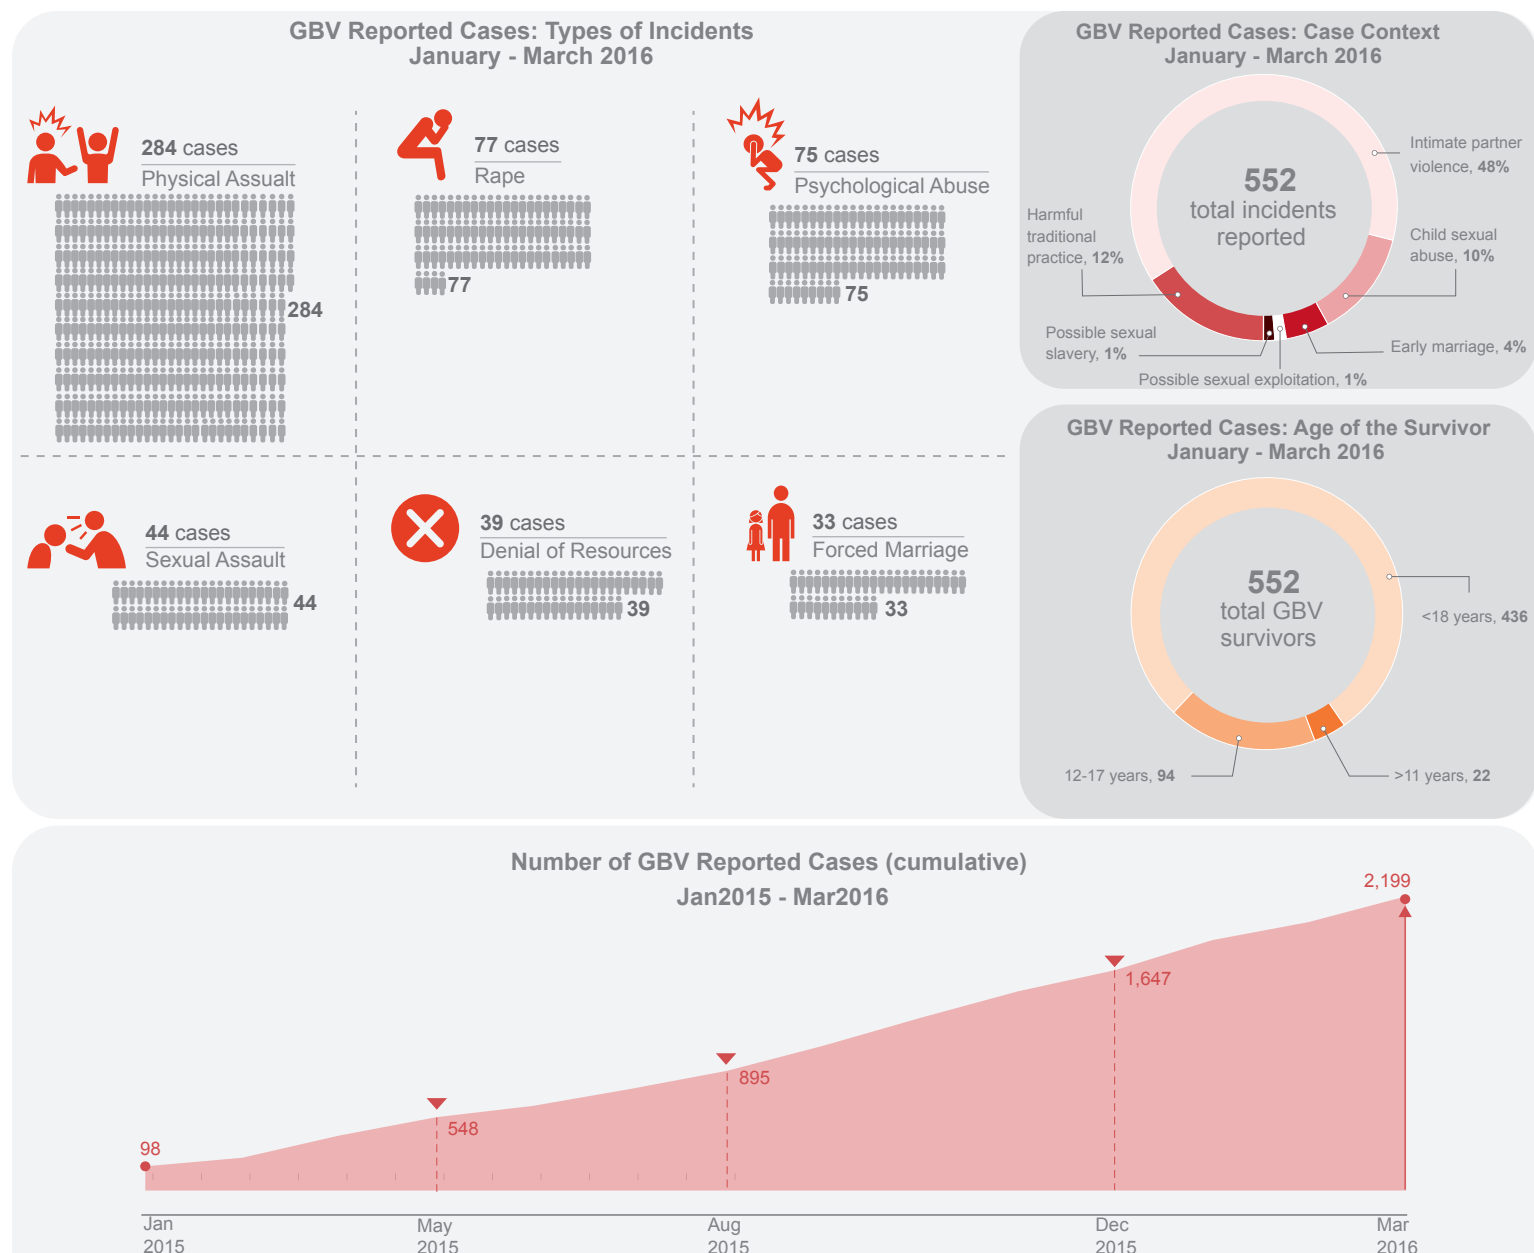 GBV Reported Cases: Types of Incidents
January - March 2016
284 cases
Physical Assualt
284
77 cases
Rape
77
75 cases
Psychological Abuse
75
44 cases
Sexual Assault
44
39 cases
Denial of Resources
39
33 cases
Forced Marriage
33
GBV Reported Cases: Case Context
January - March 2016
552
total incidents
reported
Intimate partner
violence, 48%
Harmful
traditional
practice, 12%
Child sexual
abuse, 10%
Possible sexual
slavery, 1%
Early marriage, 4%
Possible sexual exploitation, 1%
GBV Reported Cases: Age of the Survivor
January - March 2016
552
total GBV
survivors
<18 years, 436
12-17 years, 94
>11 years, 22
Number of GBV Reported Cases (cumulative)
Jan2015 - Mar2016
2,199
1,647
895
548
98
Jan
2015
May
2015
Aug
2015
Dec
2015
Mar
2016